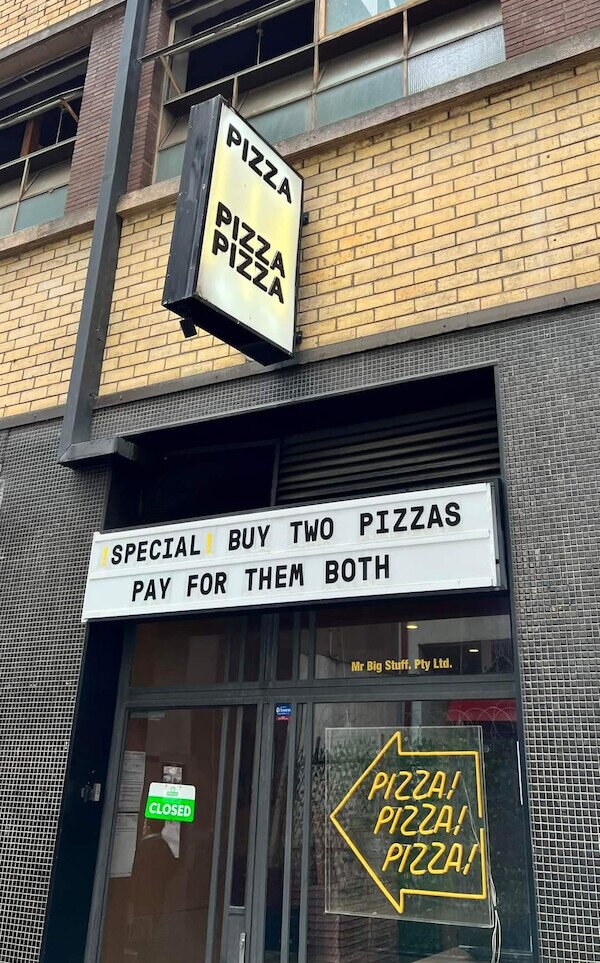 PIZZA
PIZZA
PIZZA
!SPECIAL! BUY TWO PIZZAS
PAY FOR THEM BOTH
Mr Big Stuff. Pty Ltd.
CLOSED
PIZZA!
PIZZA!
PIZZA!